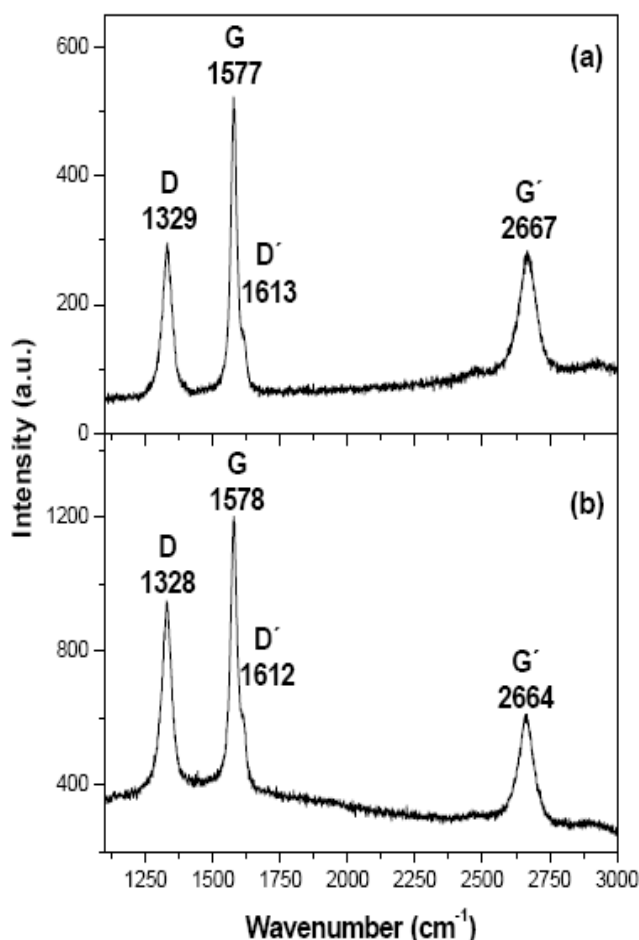 Intensity (a.u.)
600
400
200
0
(a)
D
1329
G
1577
D´
1613
G´
2667
1200
800
400
(b)
D
1328
G
1578
D´
1612
G´
2664
1250 1500 1750 2000 2250 2500 2750 3000
Wavenumber (cm⁻¹)